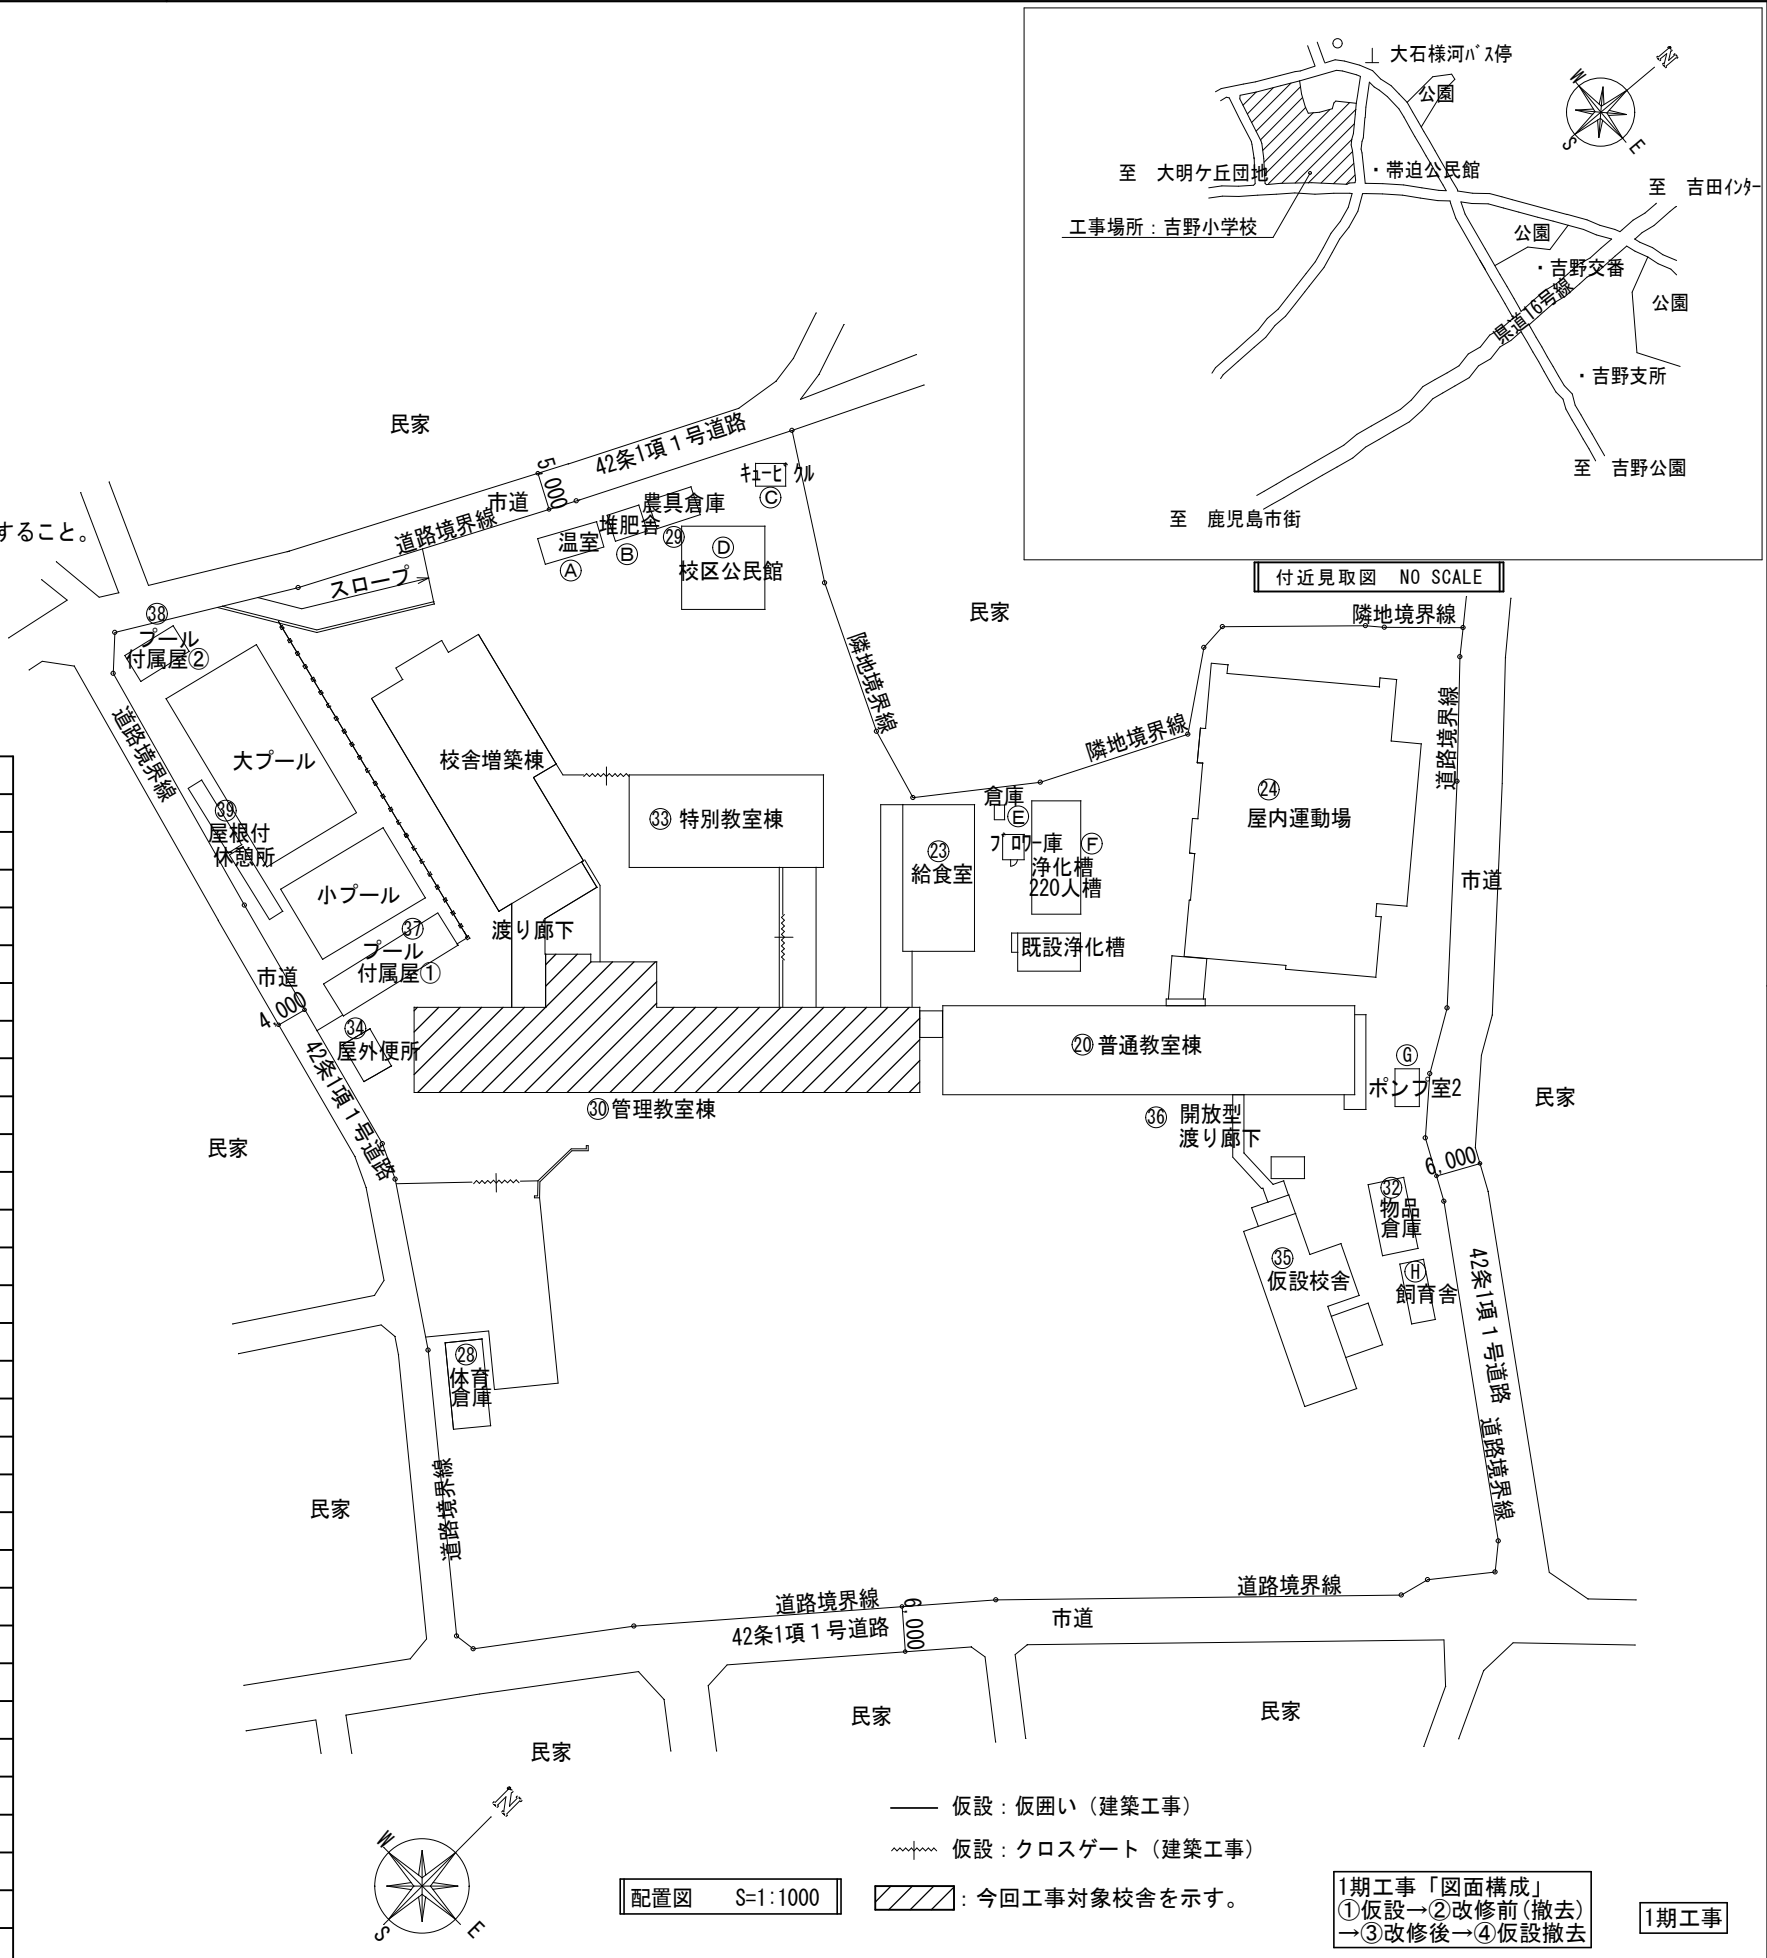 大石様河ﾊﾞｽ停
公園
N
W
S
E
至　大明ケ丘団地
・帯迫公民館
至　吉田ｲﾝﾀｰ
工事場所：吉野小学校
公園
・吉野交番
公園
県道16号線
・吉野支所
至　吉野公園
至　鹿児島市街
付近見取図　NO SCALE
民家
42条1項１号道路
5,000
市道
道路境界線
ｷｭｰﾋﾞｸﾙ
Ⓒ
農具倉庫
㉙
堆肥舎
Ⓑ
温室
Ⓐ
Ⓓ
校区公民館
すること。
スロープ
㊳
プール
付属屋②
民家
隣地境界線
隣地境界線
隣地境界線
道路境界線
道路境界線
大プール
校舎増築棟
㊴
屋根付
休憩所
㉝ 特別教室棟
㉓
給食室
倉庫
Ⓔ
ﾌﾞﾛﾜｰ庫
Ⓕ
浄化槽
220人槽
㉔
屋内運動場
市道
小プール
㊲
プール
付属屋①
渡り廊下
既設浄化槽
市道
4,000
㉞
屋外便所
42条1項１号道路
⑳ 普通教室棟
Ⓖ
ポンプ室2
㉚管理教室棟
㊱ 開放型
渡り廊下
民家
民家
6,000
㉜
物品
倉庫
㉟
仮設校舎
Ⓗ
飼育舎
42条1項１号道路
道路境界線
㉘
体育
倉庫
道路境界線
民家
道路境界線
42条1項１号道路
6,000
道路境界線
市道
民家
民家
民家
N
W
S
E
仮設：仮囲い（建築工事）
仮設：クロスゲート（建築工事）
配置図　S=1:1000
：今回工事対象校舎を示す。
1期工事「図面構成」
①仮設→②改修前(撤去)
→③改修後→④仮設撤去
1期工事